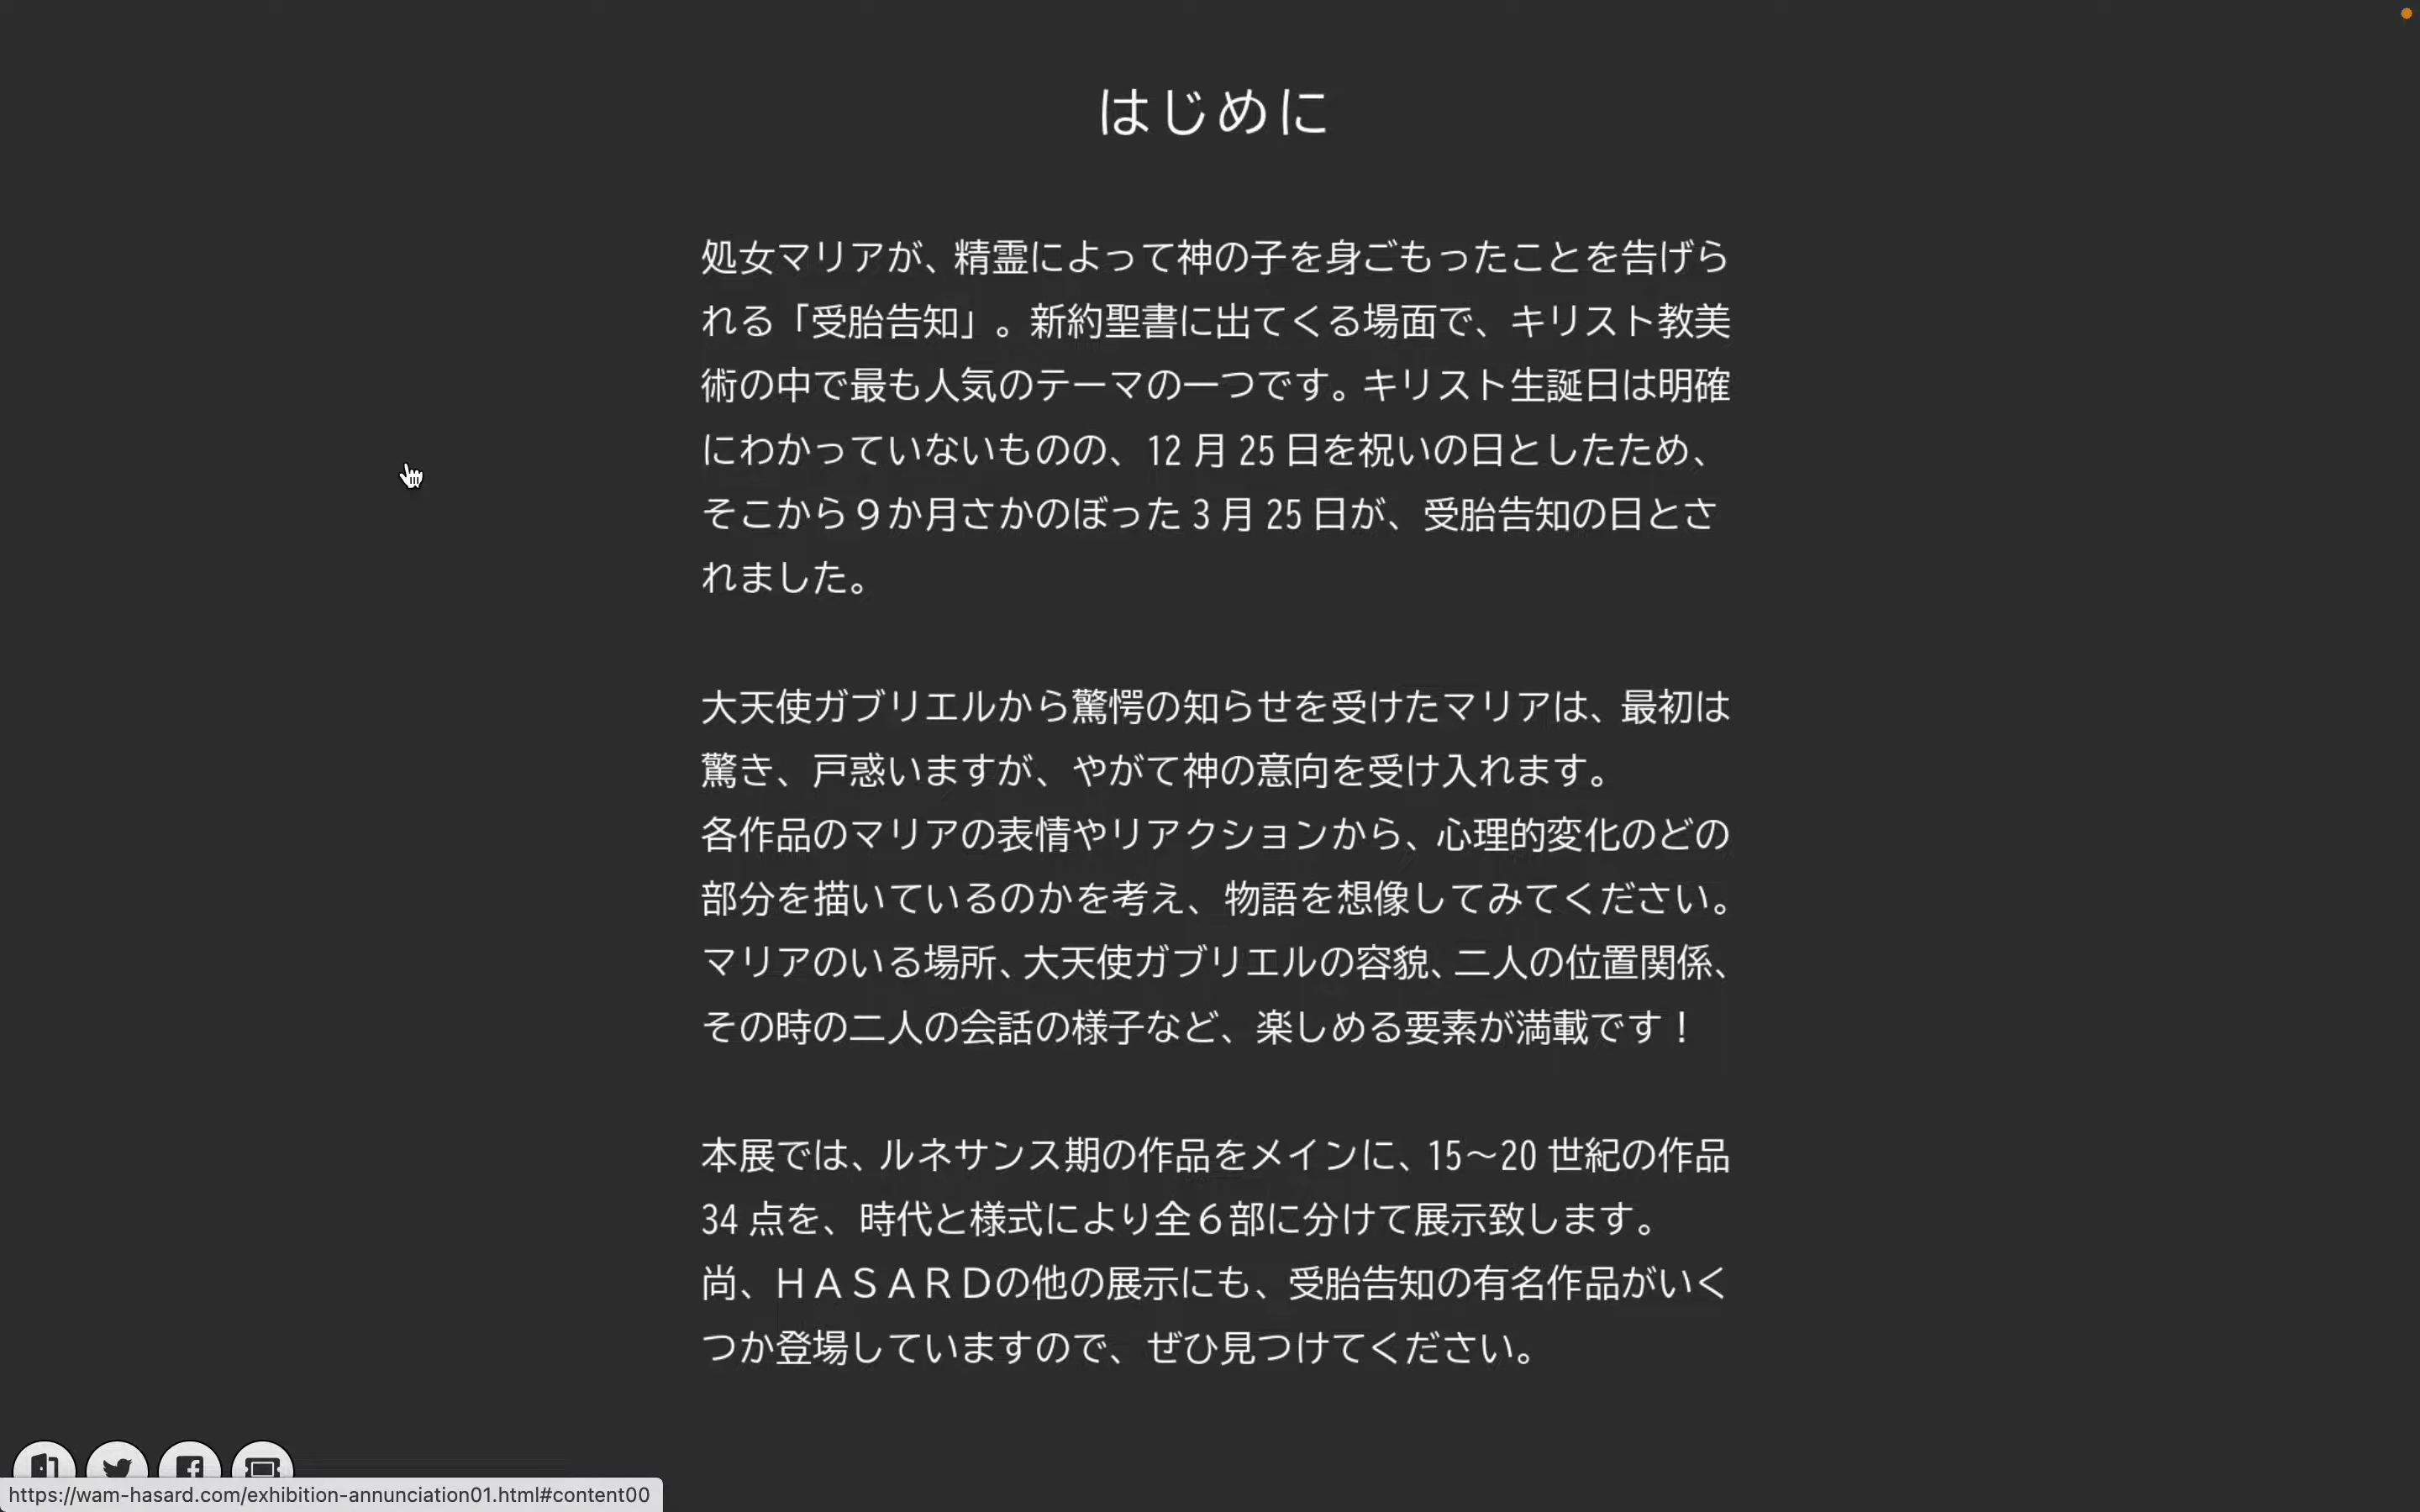 はじめに
処女マリアが、精霊によって神の子を身ごもったことを告げら
れる「受胎告知」。新約聖書に出てくる場面で、キリスト教美
術の中で最も人気のテーマの一つです。キリスト生誕日は明確
にわかっていないものの、12 月 25 日を祝いの日としたため、
そこから９か月さかのぼった 3 月 25 日が、受胎告知の日とさ
れました。
大天使ガブリエルから驚愕の知らせを受けたマリアは、最初は
驚き、戸惑いますが、やがて神の意向を受け入れます。
各作品のマリアの表情やリアクションから、心理的変化のどの
部分を描いているのかを考え、物語を想像してみてください。
マリアのいる場所、大天使ガブリエルの容貌、二人の位置関係、
その時の二人の会話の様子など、楽しめる要素が満載です！
本展では、ルネサンス期の作品をメインに、15〜20 世紀の作品
34 点を、時代と様式により全６部に分けて展示致します。
尚、ＨＡＳＡＲＤの他の展示にも、受胎告知の有名作品がいく
つか登場していますので、ぜひ見つけてください。
https://wam-hasard.com/exhibition-annunciation01.html#content00